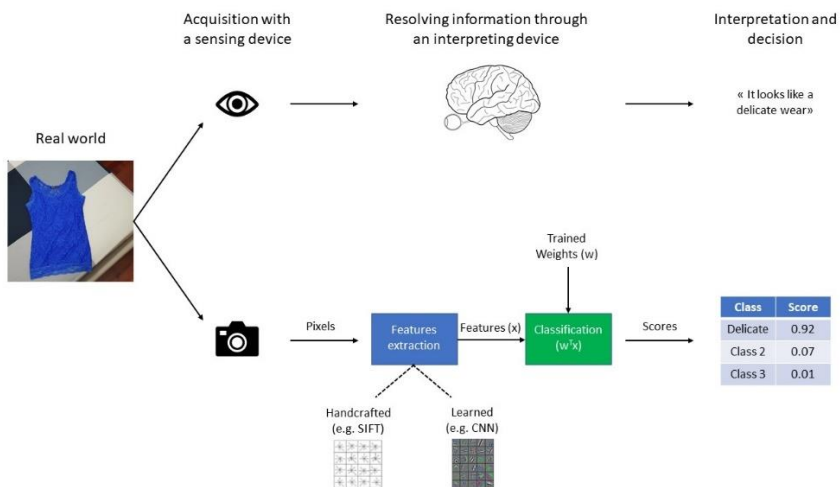 Acquisition with
a sensing device
Resolving information through
an interpreting device
Interpretation and
decision
« It looks like a
delicate wear»
Real world
Trained
Weights (w)
Pixels
Features
extraction
Features (x)
Classification
(wᵀx)
Scores
Class Score
Delicate 0.92
Class 2 0.07
Class 3 0.01
Handcrafted
(e.g. SIFT)
Learned
(e.g. CNN)